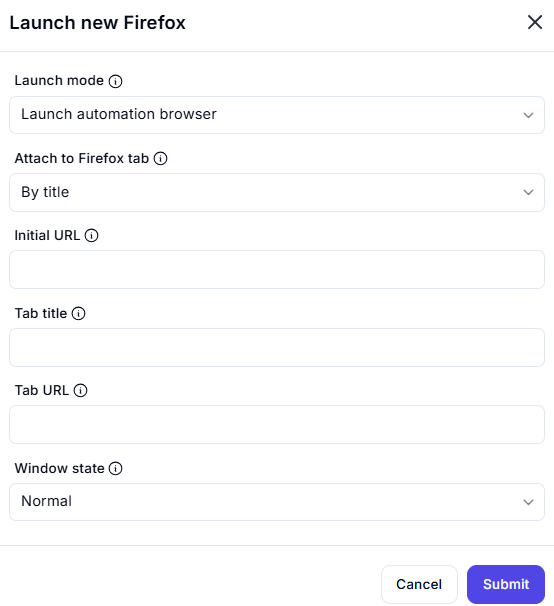 Launch new Firefox
Launch mode
Launch automation browser
Attach to Firefox tab
By title
Initial URL
Tab title
Tab URL
Window state
Normal
Cancel
Submit